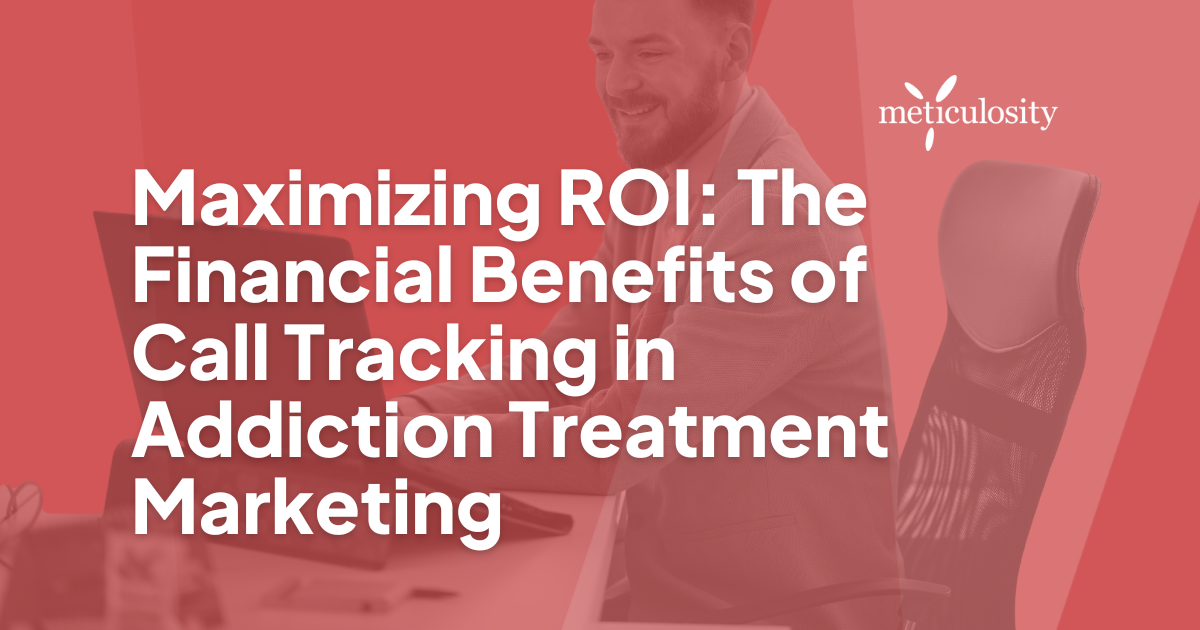 meticulosity
Maximizing ROI: The
Financial Benefits of
Call Tracking in
Addiction Treatment
Marketing